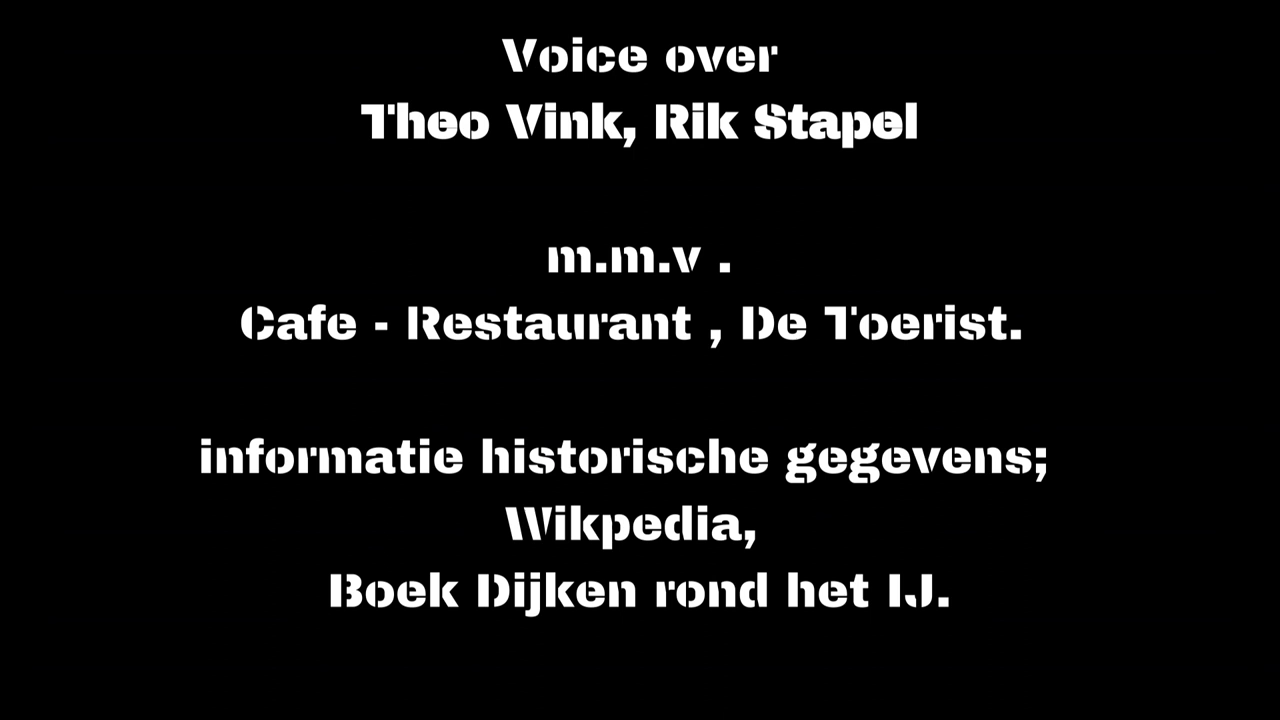 Voice over
Theo Vink, Rik Stapel
m.m.v .
Cafe - Restaurant , De Toerist.
informatie historische gegevens;
Wikpedia,
Boek Dijken rond het IJ.